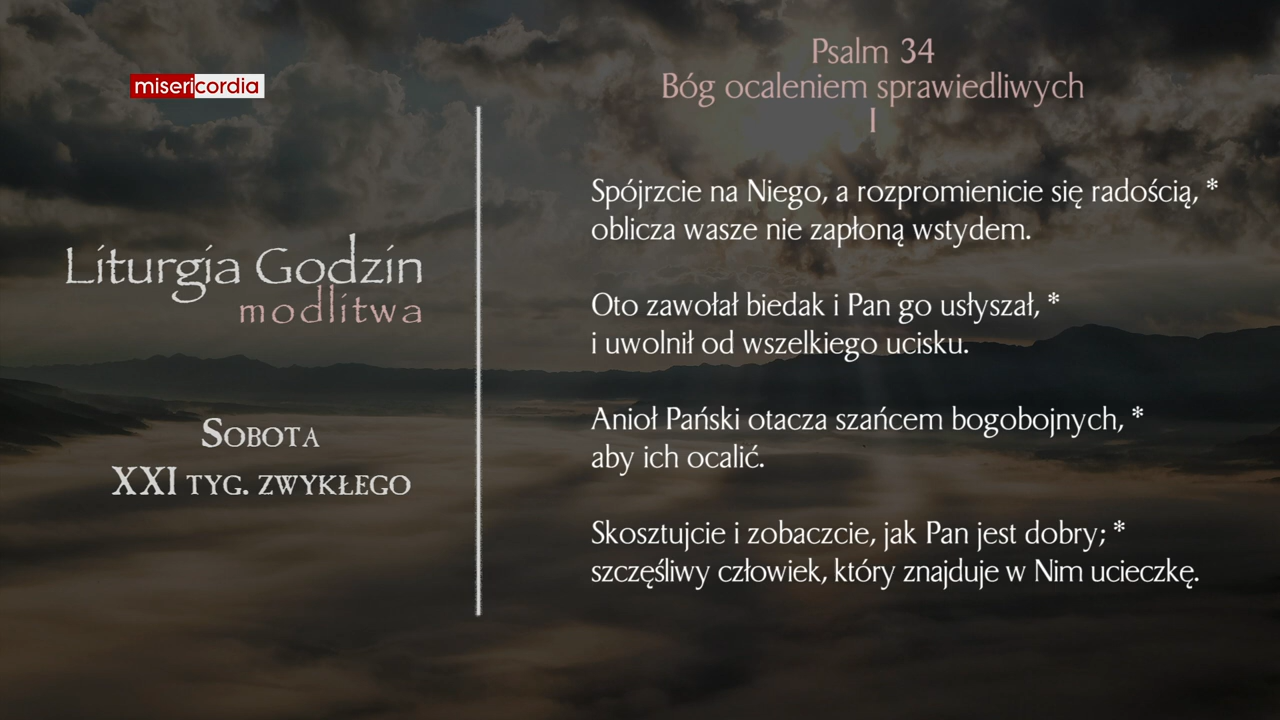 misericordia
Liturgia Godzin
modlitwa
Sobota
XXI tyg. zwykłego
Psalm 34
Bóg ocaleniem sprawiedliwych
I
Spójrzcie na Niego, a rozpromienicie się radością, *
oblicza wasze nie zapłoną wstydem.
Oto zawołał biedak i Pan go usłyszał, *
i uwolnił od wszelkiego ucisku.
Anioł Pański otacza szańcem bogobojnych, *
aby ich ocalić.
Skosztujcie i zobaczcie, jak Pan jest dobry; *
szczęśliwy człowiek, który znajduje w Nim ucieczkę.